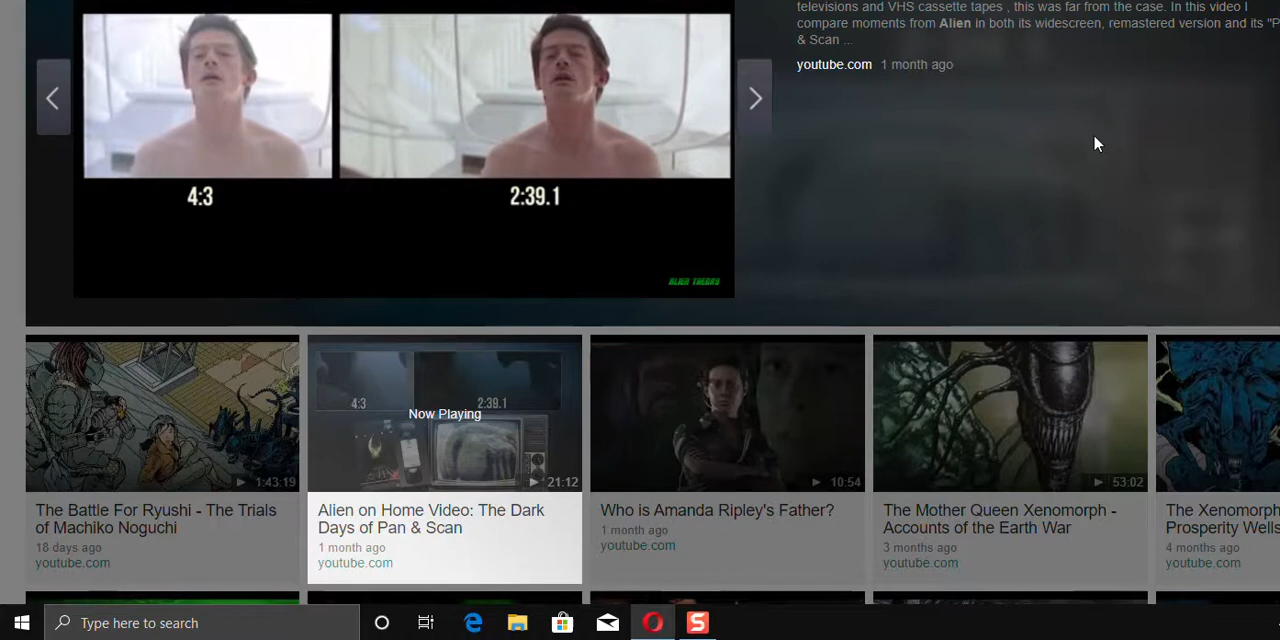 televisions and VHS cassette tapes , this was far from the case. In this video I
compare moments from Alien in both its widescreen, remastered version and its "P
& Scan ...
youtube.com 1 month ago
4:3
2:39.1
ALIEN THEORY
4:3
2:39.1
Now Playing
1:43:19
21:12
10:54
53:02
The Battle For Ryushi - The Trials
of Machiko Noguchi
18 days ago
youtube.com
Alien on Home Video: The Dark
Days of Pan & Scan
1 month ago
youtube.com
Who is Amanda Ripley's Father?
1 month ago
youtube.com
The Mother Queen Xenomorph -
Accounts of the Earth War
3 months ago
youtube.com
The Xenomorph
Prosperity Wells
4 months ago
youtube.com
Type here to search